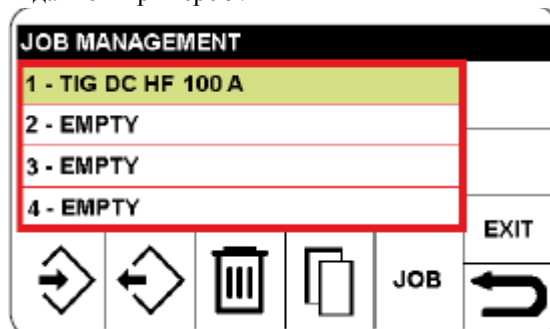 JOB MANAGEMENT
1 - TIG DC HF 100 A
2 - EMPTY
3 - EMPTY
4 - EMPTY
EXIT
JOB